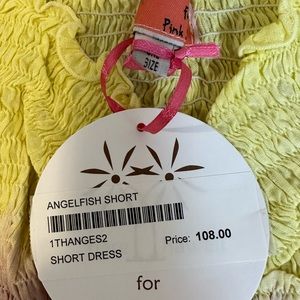 f
Pink
SIZE
ANGELFISH SHORT
1THANGES2
Price: 108.00
SHORT DRESS
for